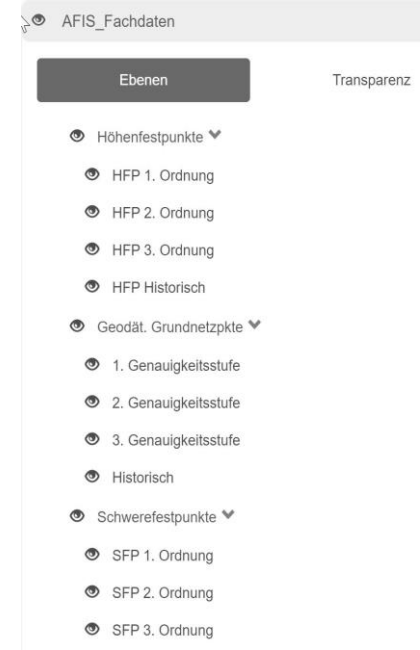 AFIS_Fachdaten
Ebenen Transparenz
Höhenfestpunkte
HFP 1. Ordnung
HFP 2. Ordnung
HFP 3. Ordnung
HFP Historisch
Geodät. Grundnetzpkte
1. Genauigkeitsstufe
2. Genauigkeitsstufe
3. Genauigkeitsstufe
Historisch
Schwerefestpunkte
SFP 1. Ordnung
SFP 2. Ordnung
SFP 3. Ordnung